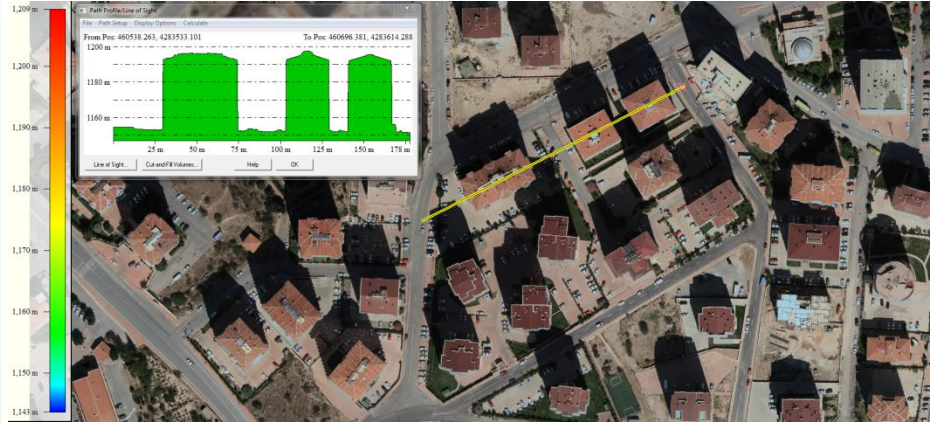 1,209 m
1,200 m
1,190 m
1,180 m
1,170 m
1,160 m
1,150 m
1,143 m
Path Profile/Line of Sight
File Path Setup Display Options Calculate
From Pos: 460538.263, 4283533.101 To Pos: 460696.381, 4283614.288
1200 m
1180 m
1160 m
25 m 50 m 75 m 100 m 125 m 150 m 178 m
Line of Sight... Cut-and-Fill Volumes... Help OK